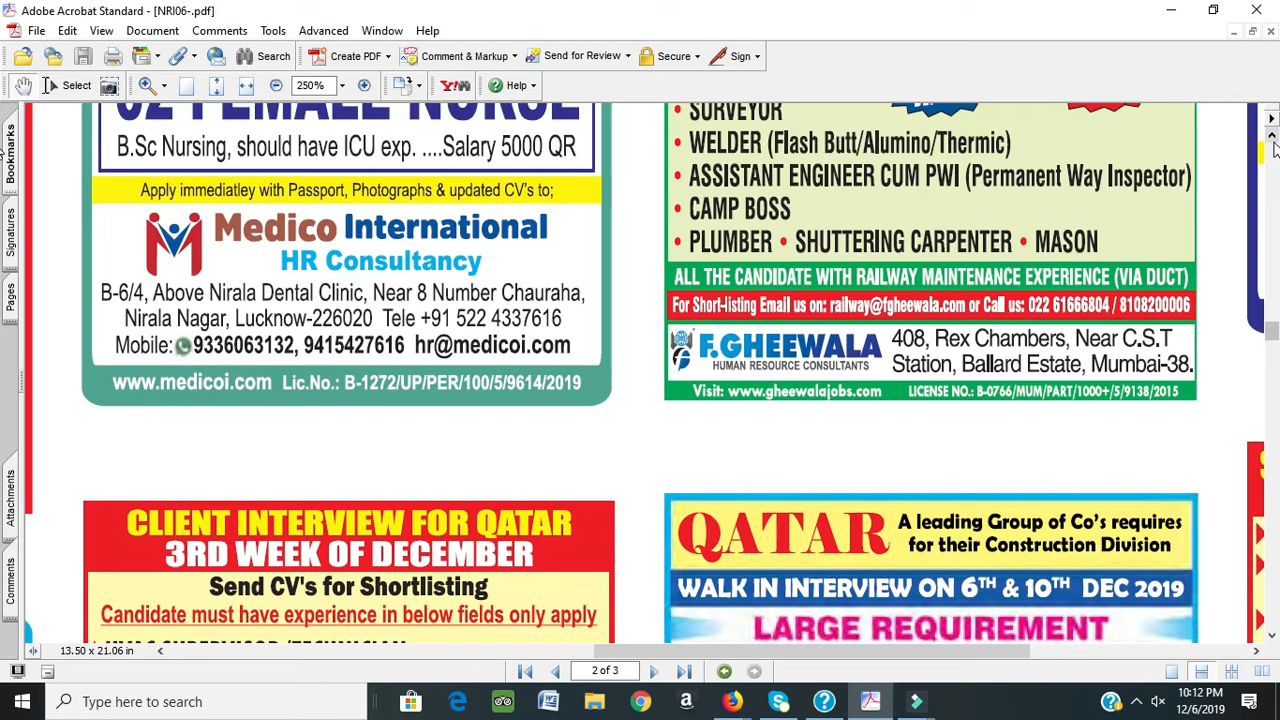 Adobe Acrobat Standard - [NRI06-.pdf]
File Edit View Document Comments Tools Advanced Window Help
Search Create PDF Comment & Markup Send for Review Secure Sign
Select 250% Y! Help
Bookmarks
Signatures
Pages
Attachments
Comments
02 FEMALE NURSE
B.Sc Nursing, should have ICU exp. ....Salary 5000 QR
Apply immediatley with Passport, Photographs & updated CV's to;
Medico International
HR Consultancy
B-6/4, Above Nirala Dental Clinic, Near 8 Number Chauraha,
Nirala Nagar, Lucknow-226020 Tele +91 522 4337616
Mobile: 9336063132, 9415427616 hr@medicoi.com
www.medicoi.com Lic.No.: B-1272/UP/PER/100/5/9614/2019
• SURVEYOR
• WELDER (Flash Butt/Alumino/Thermic)
• ASSISTANT ENGINEER CUM PWI (Permanent Way Inspector)
• CAMP BOSS
• PLUMBER • SHUTTERING CARPENTER • MASON
ALL THE CANDIDATE WITH RAILWAY MAINTENANCE EXPERIENCE (VIA DUCT)
For Short-listing Email us on: railway@fgheewala.com or Call us: 022 61666804 / 8108200006
F.GHEEWALA
HUMAN RESOURCE CONSULTANTS
408, Rex Chambers, Near C.S.T
Station, Ballard Estate, Mumbai-38.
Visit: www.gheewalajobs.com LICENSE NO.: B-0766/MUM/PART/1000+/5/9138/2015
CLIENT INTERVIEW FOR QATAR
3RD WEEK OF DECEMBER
Send CV's for Shortlisting
Candidate must have experience in below fields only apply
QATAR
A leading Group of Co's requires
for their Construction Division
WALK IN INTERVIEW ON 6TH & 10TH DEC 2019
LARGE REQUIREMENT
13.50 x 21.06 in
2 of 3
Type here to search
10:12 PM
12/6/2019